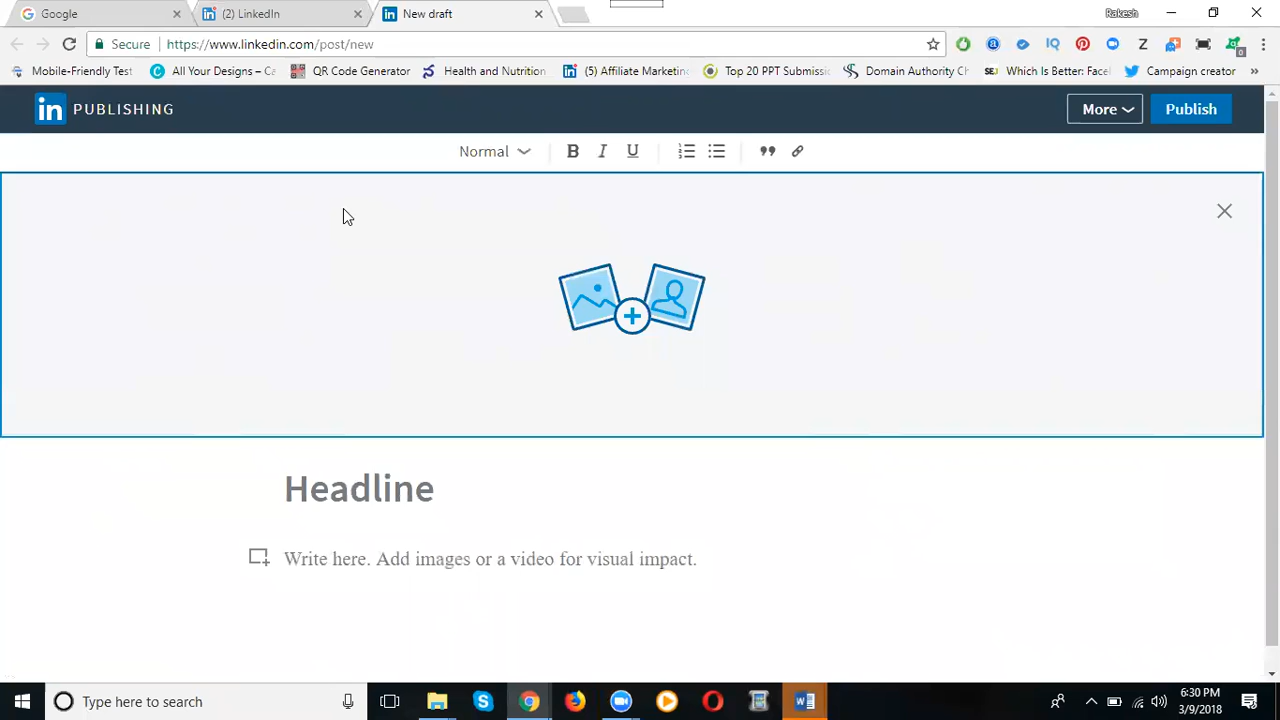 Google
(2) LinkedIn
New draft
Rakesh
Secure https://www.linkedin.com/post/new
Mobile-Friendly Test
All Your Designs – Ca
QR Code Generator
Health and Nutrition
(5) Affiliate Marketing
Top 20 PPT Submissio
Domain Authority Ch
Which Is Better: Facel
Campaign creator
in PUBLISHING
More
Publish
Normal
B I U
Headline
Write here. Add images or a video for visual impact.
Type here to search
6:30 PM
3/9/2018